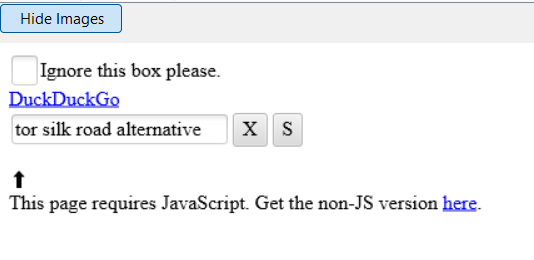 Hide Images
Ignore this box please.
DuckDuckGo
tor silk road alternative X S
This page requires JavaScript. Get the non-JS version here.